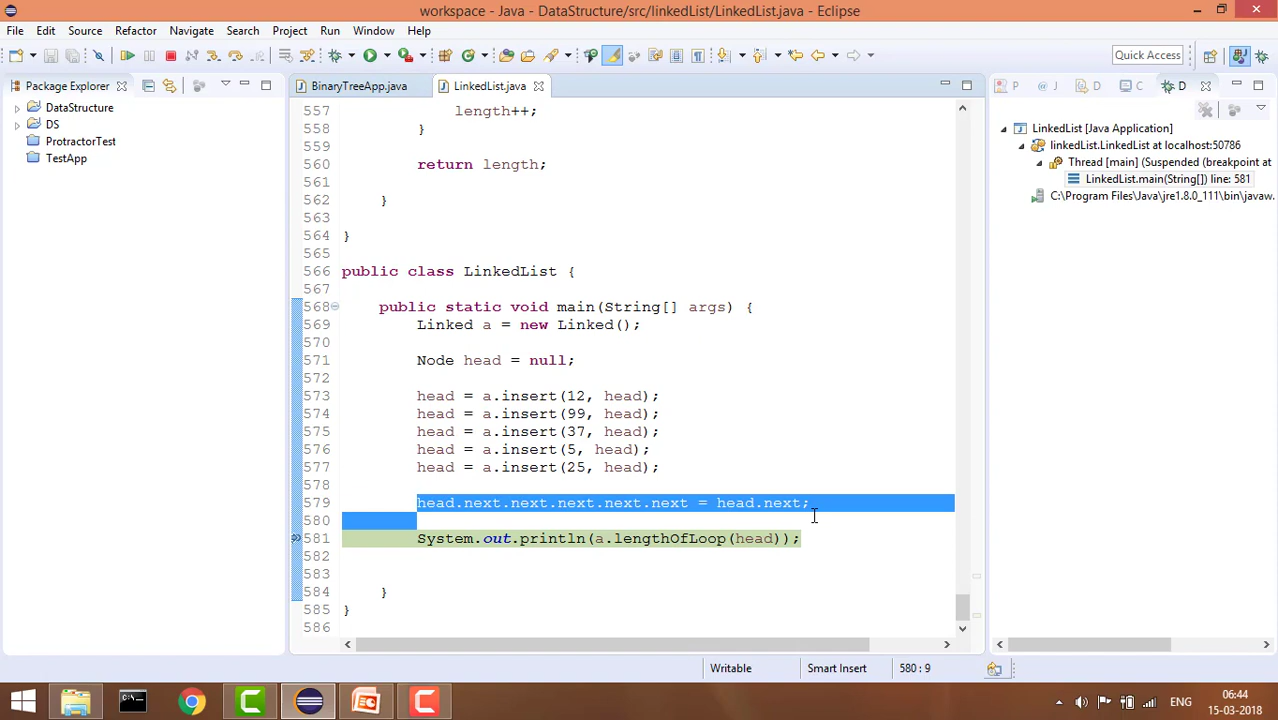 workspace - Java - DataStructure/src/linkedList/LinkedList.java - Eclipse
File Edit Source Refactor Navigate Search Project Run Window Help
Quick Access
Package Explorer
BinaryTreeApp.java
LinkedList.java
P
@ J
D
C
D
DataStructure
DS
ProtractorTest
TestApp
557 length++;
558 }
559
560 return length;
561
562 }
563
564 }
565
566 public class LinkedList {
567
568 public static void main(String[] args) {
569 Linked a = new Linked();
570
571 Node head = null;
572
573 head = a.insert(12, head);
574 head = a.insert(99, head);
575 head = a.insert(37, head);
576 head = a.insert(5, head);
577 head = a.insert(25, head);
578
579 head.next.next.next.next.next = head.next;
580
581 System.out.println(a.lengthOfLoop(head));
582
583
584 }
585 }
586
LinkedList [Java Application]
linkedList.LinkedList at localhost:50786
Thread [main] (Suspended (breakpoint at
LinkedList.main(String[]) line: 581
C:\Program Files\Java\jre1.8.0_111\bin\javaw.
Writable
Smart Insert
580 : 9
ENG
06:44
15-03-2018